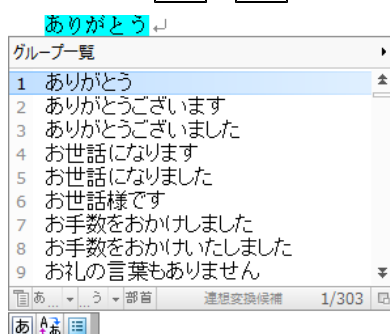 ありがとう↵
グループ一覧
1 ありがとう
2 ありがとうございます
3 ありがとうございました
4 お世話になります
5 お世話になりました
6 お世話様です
7 お手数をおかけしました
8 お手数をおかけいたしました
9 お礼の言葉もありません
あ... ...う 部首 連想変換候補 1/303
あ